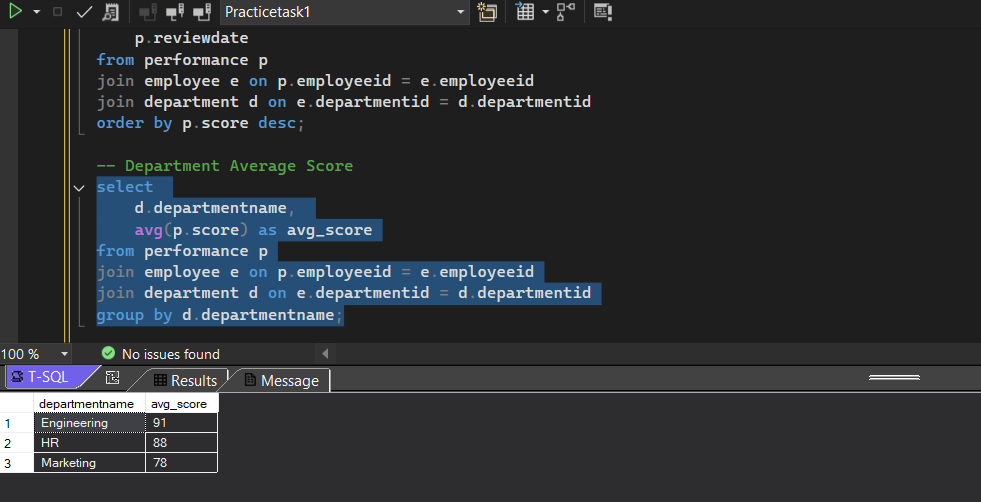 Practicetask1
p.reviewdate
from performance p
join employee e on p.employeeid = e.employeeid
join department d on e.departmentid = d.departmentid
order by p.score desc;
-- Department Average Score
select
d.departmentname,
avg(p.score) as avg_score
from performance p
join employee e on p.employeeid = e.employeeid
join department d on e.departmentid = d.departmentid
group by d.departmentname;
100 % No issues found
T-SQL Results Message
departmentname avg_score
1 Engineering 91
2 HR 88
3 Marketing 78